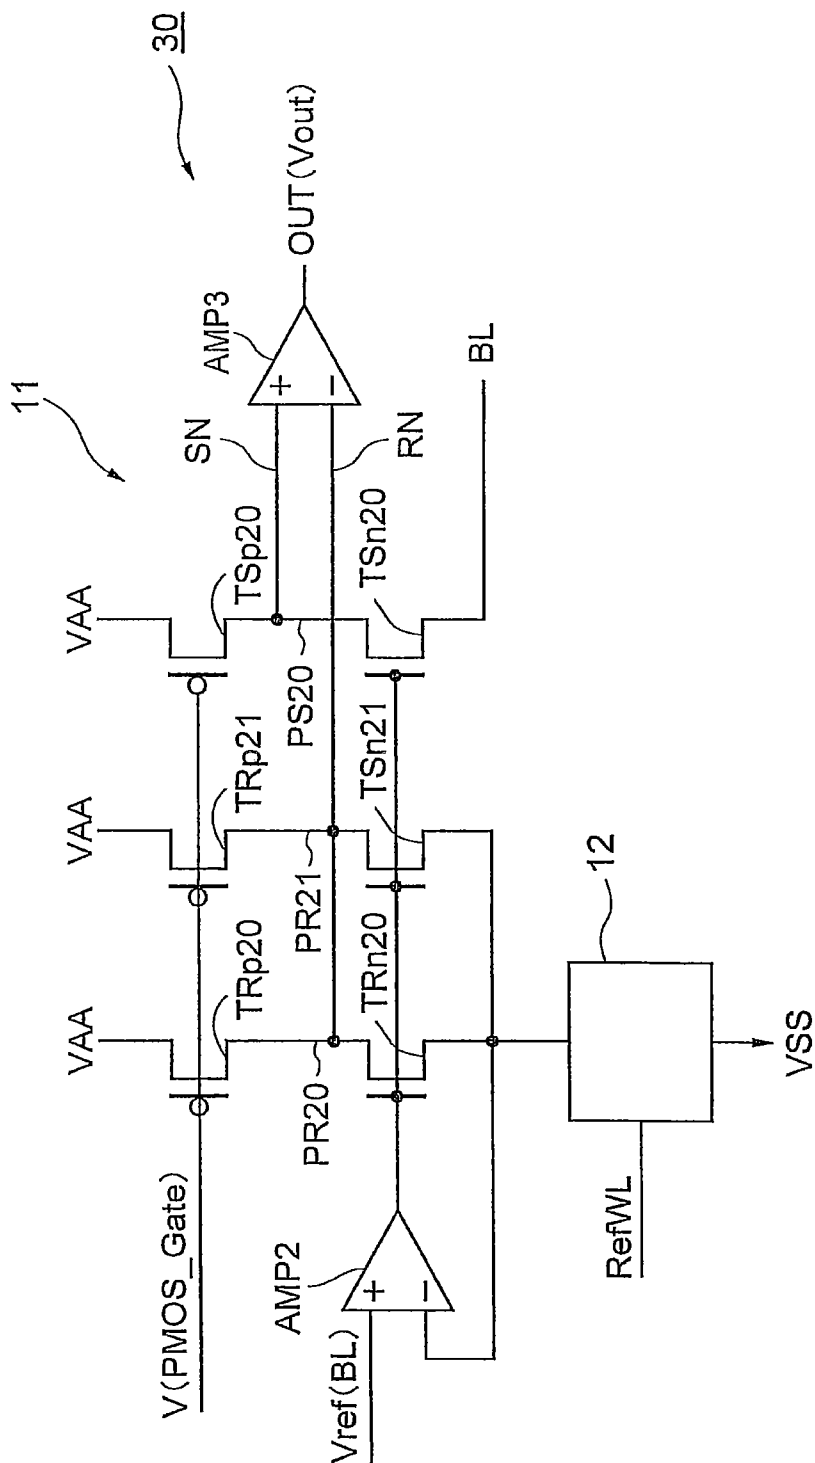 30
11
VAA
VAA
VAA
V(PMOS_Gate)
TRp20
TRp21
TSp20
SN
AMP3
OUT(Vout)
PR20
PR21
PS20
RN
Vref(BL)
AMP2
TRn20
TSn21
TSn20
BL
RefWL
12
VSS